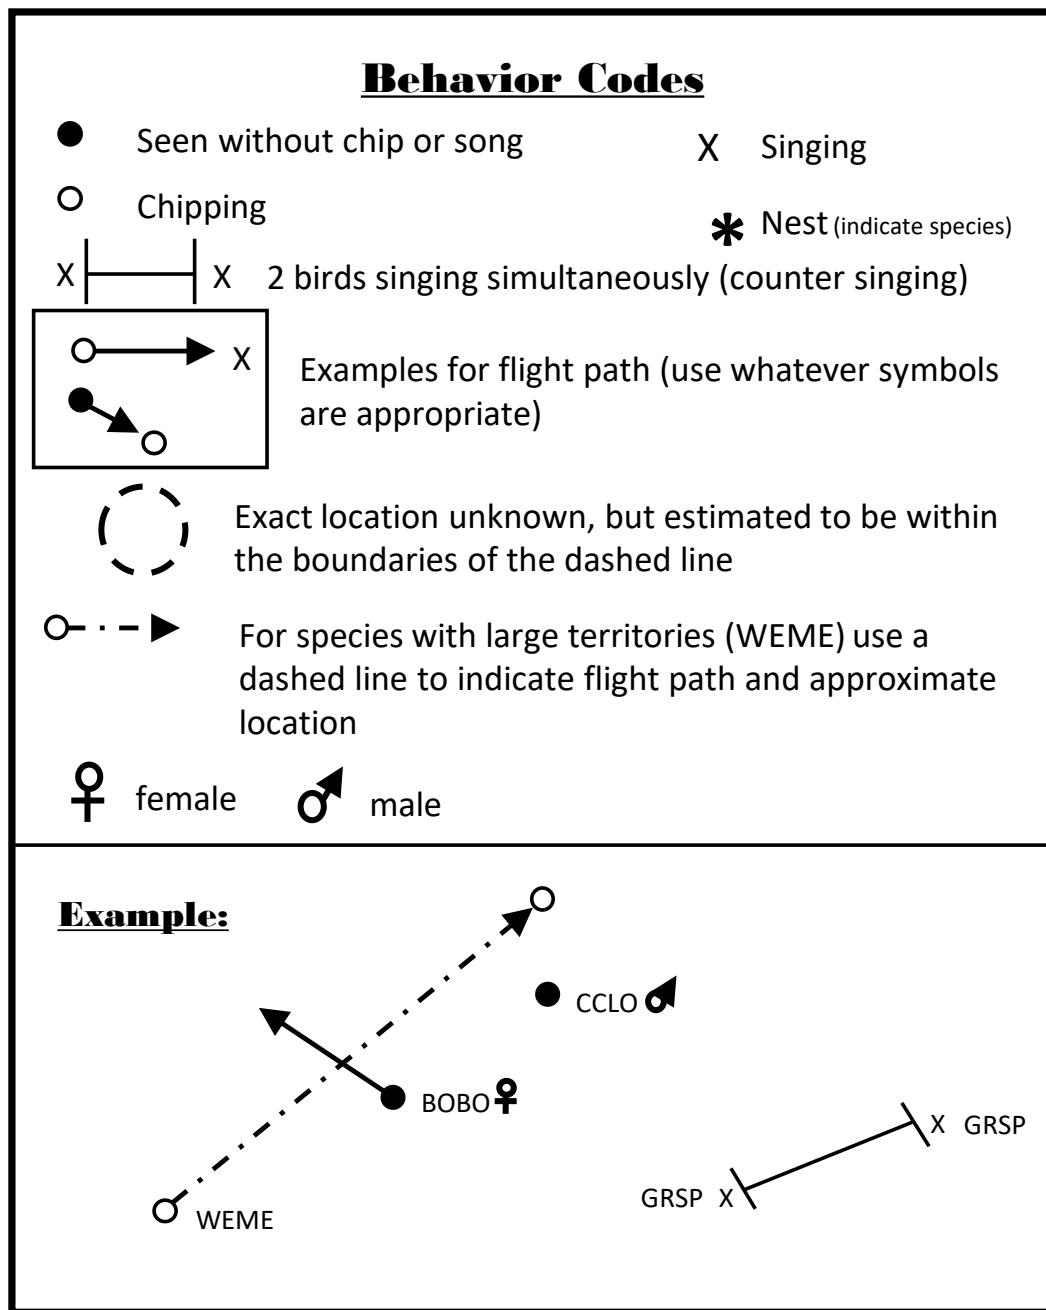 Behavior Codes
Seen without chip or song
X Singing
Chipping
Nest (indicate species)
X X 2 birds singing simultaneously (counter singing)
X
Examples for flight path (use whatever symbols
are appropriate)
Exact location unknown, but estimated to be within
the boundaries of the dashed line
For species with large territories (WEME) use a
dashed line to indicate flight path and approximate
location
♀ female ♂ male
Example:
CCLO ♂
BOBO ♀
X GRSP
GRSP X
WEME